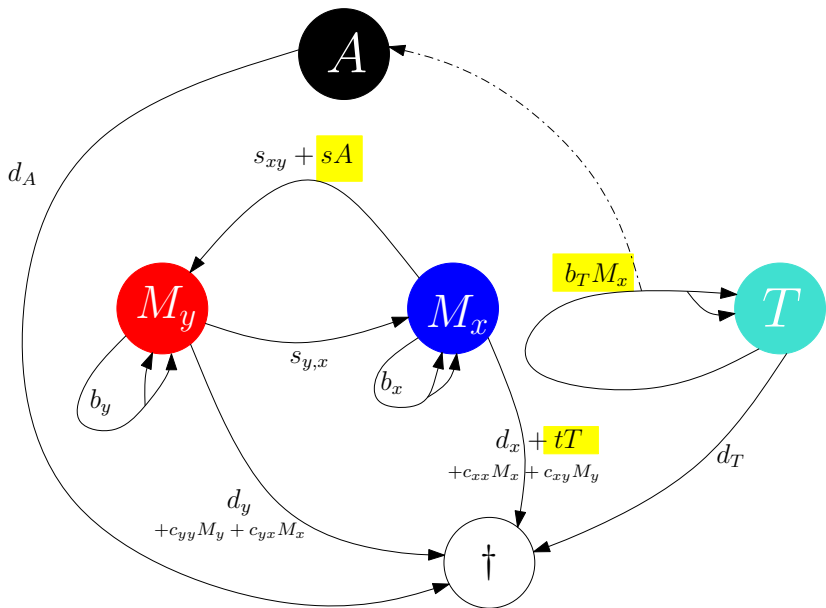 A
s_{xy} + sA
d_A
b_T M_x
M_y
M_x
T
s_{y,x}
b_y
b_x
d_x + tT
+c_{xx}M_x + c_{xy}M_y
d_T
d_y
+c_{yy}M_y + c_{yx}M_x
†